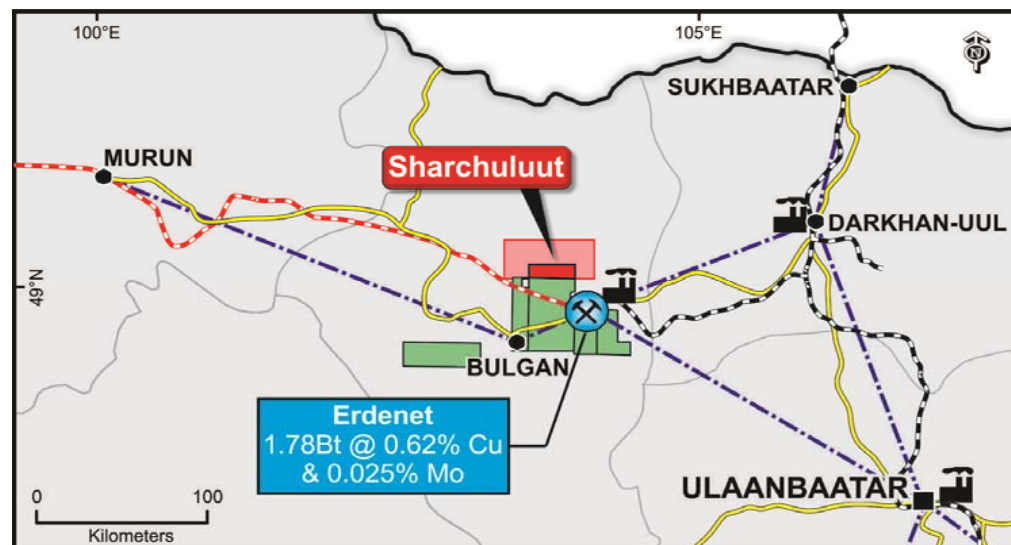 100°E
105°E
N
SUKHBAATAR
MURUN
Sharchuluut
DARKHAN-UUL
49°N
BULGAN
Erdenet
1.78Bt @ 0.62% Cu
& 0.025% Mo
ULAANBAATAR
0 100
Kilometers